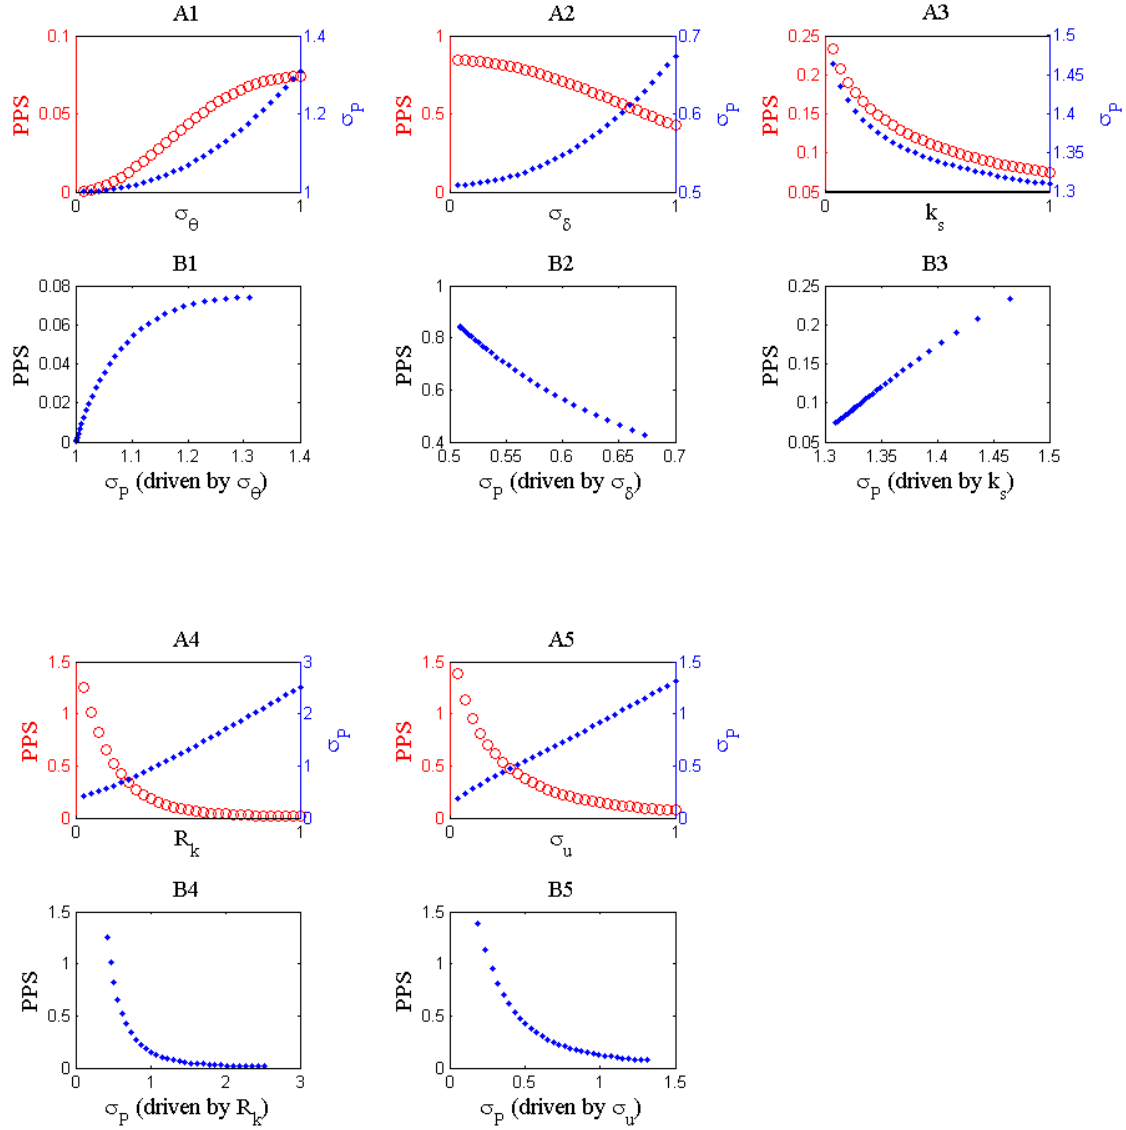 A1
A2
A3
0.1
0.05
0
PPS
1.4
1.2
1
σp
0
1
σθ
1
0.5
0
PPS
0.7
0.6
0.5
σp
0
1
σδ
0.25
0.2
0.15
0.1
0.05
PPS
1.5
1.45
1.4
1.35
1.3
σp
0
1
ks
B1
B2
B3
0.08
0.06
0.04
0.02
0
PPS
1 1.1 1.2 1.3 1.4
σp (driven by σθ)
1
0.8
0.6
0.4
PPS
0.5 0.55 0.6 0.65 0.7
σp (driven by σδ)
0.25
0.2
0.15
0.1
0.05
PPS
1.3 1.35 1.4 1.45 1.5
σp (driven by ks)
A4
A5
1.5
1
0.5
0
PPS
3
2
1
0
σp
0
1
Rk
1.5
1
0.5
0
PPS
1.5
1
0.5
0
σp
0
1
σu
B4
B5
1.5
1
0.5
0
PPS
0 1 2 3
σp (driven by Rk)
1.5
1
0.5
0
PPS
0 0.5 1 1.5
σp (driven by σu)